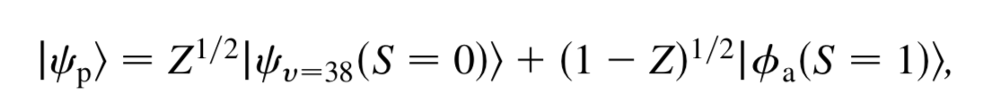 |ψ_p⟩ = Z^{1/2}|ψ_{υ=38}(S = 0)⟩ + (1 − Z)^{1/2}|ϕ_a(S = 1)⟩,